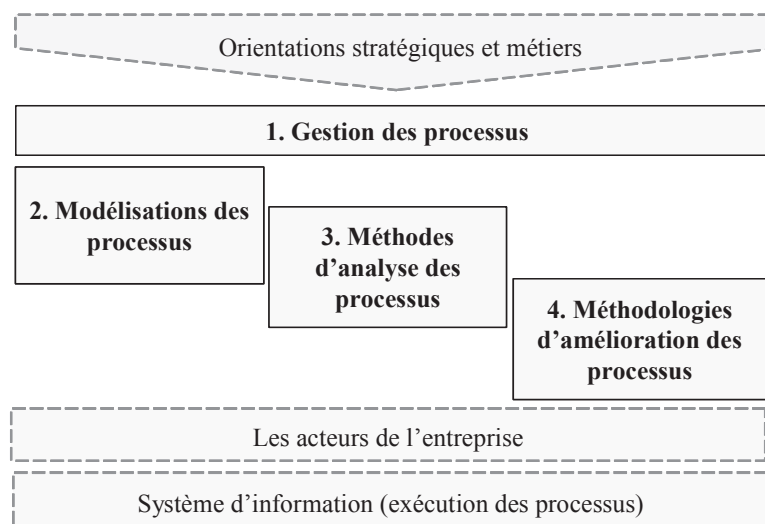 Orientations stratégiques et métiers
1. Gestion des processus
2. Modélisations des
processus
3. Méthodes
d’analyse des
processus
4. Méthodologies
d’amélioration des
processus
Les acteurs de l’entreprise
Système d’information (exécution des processus)